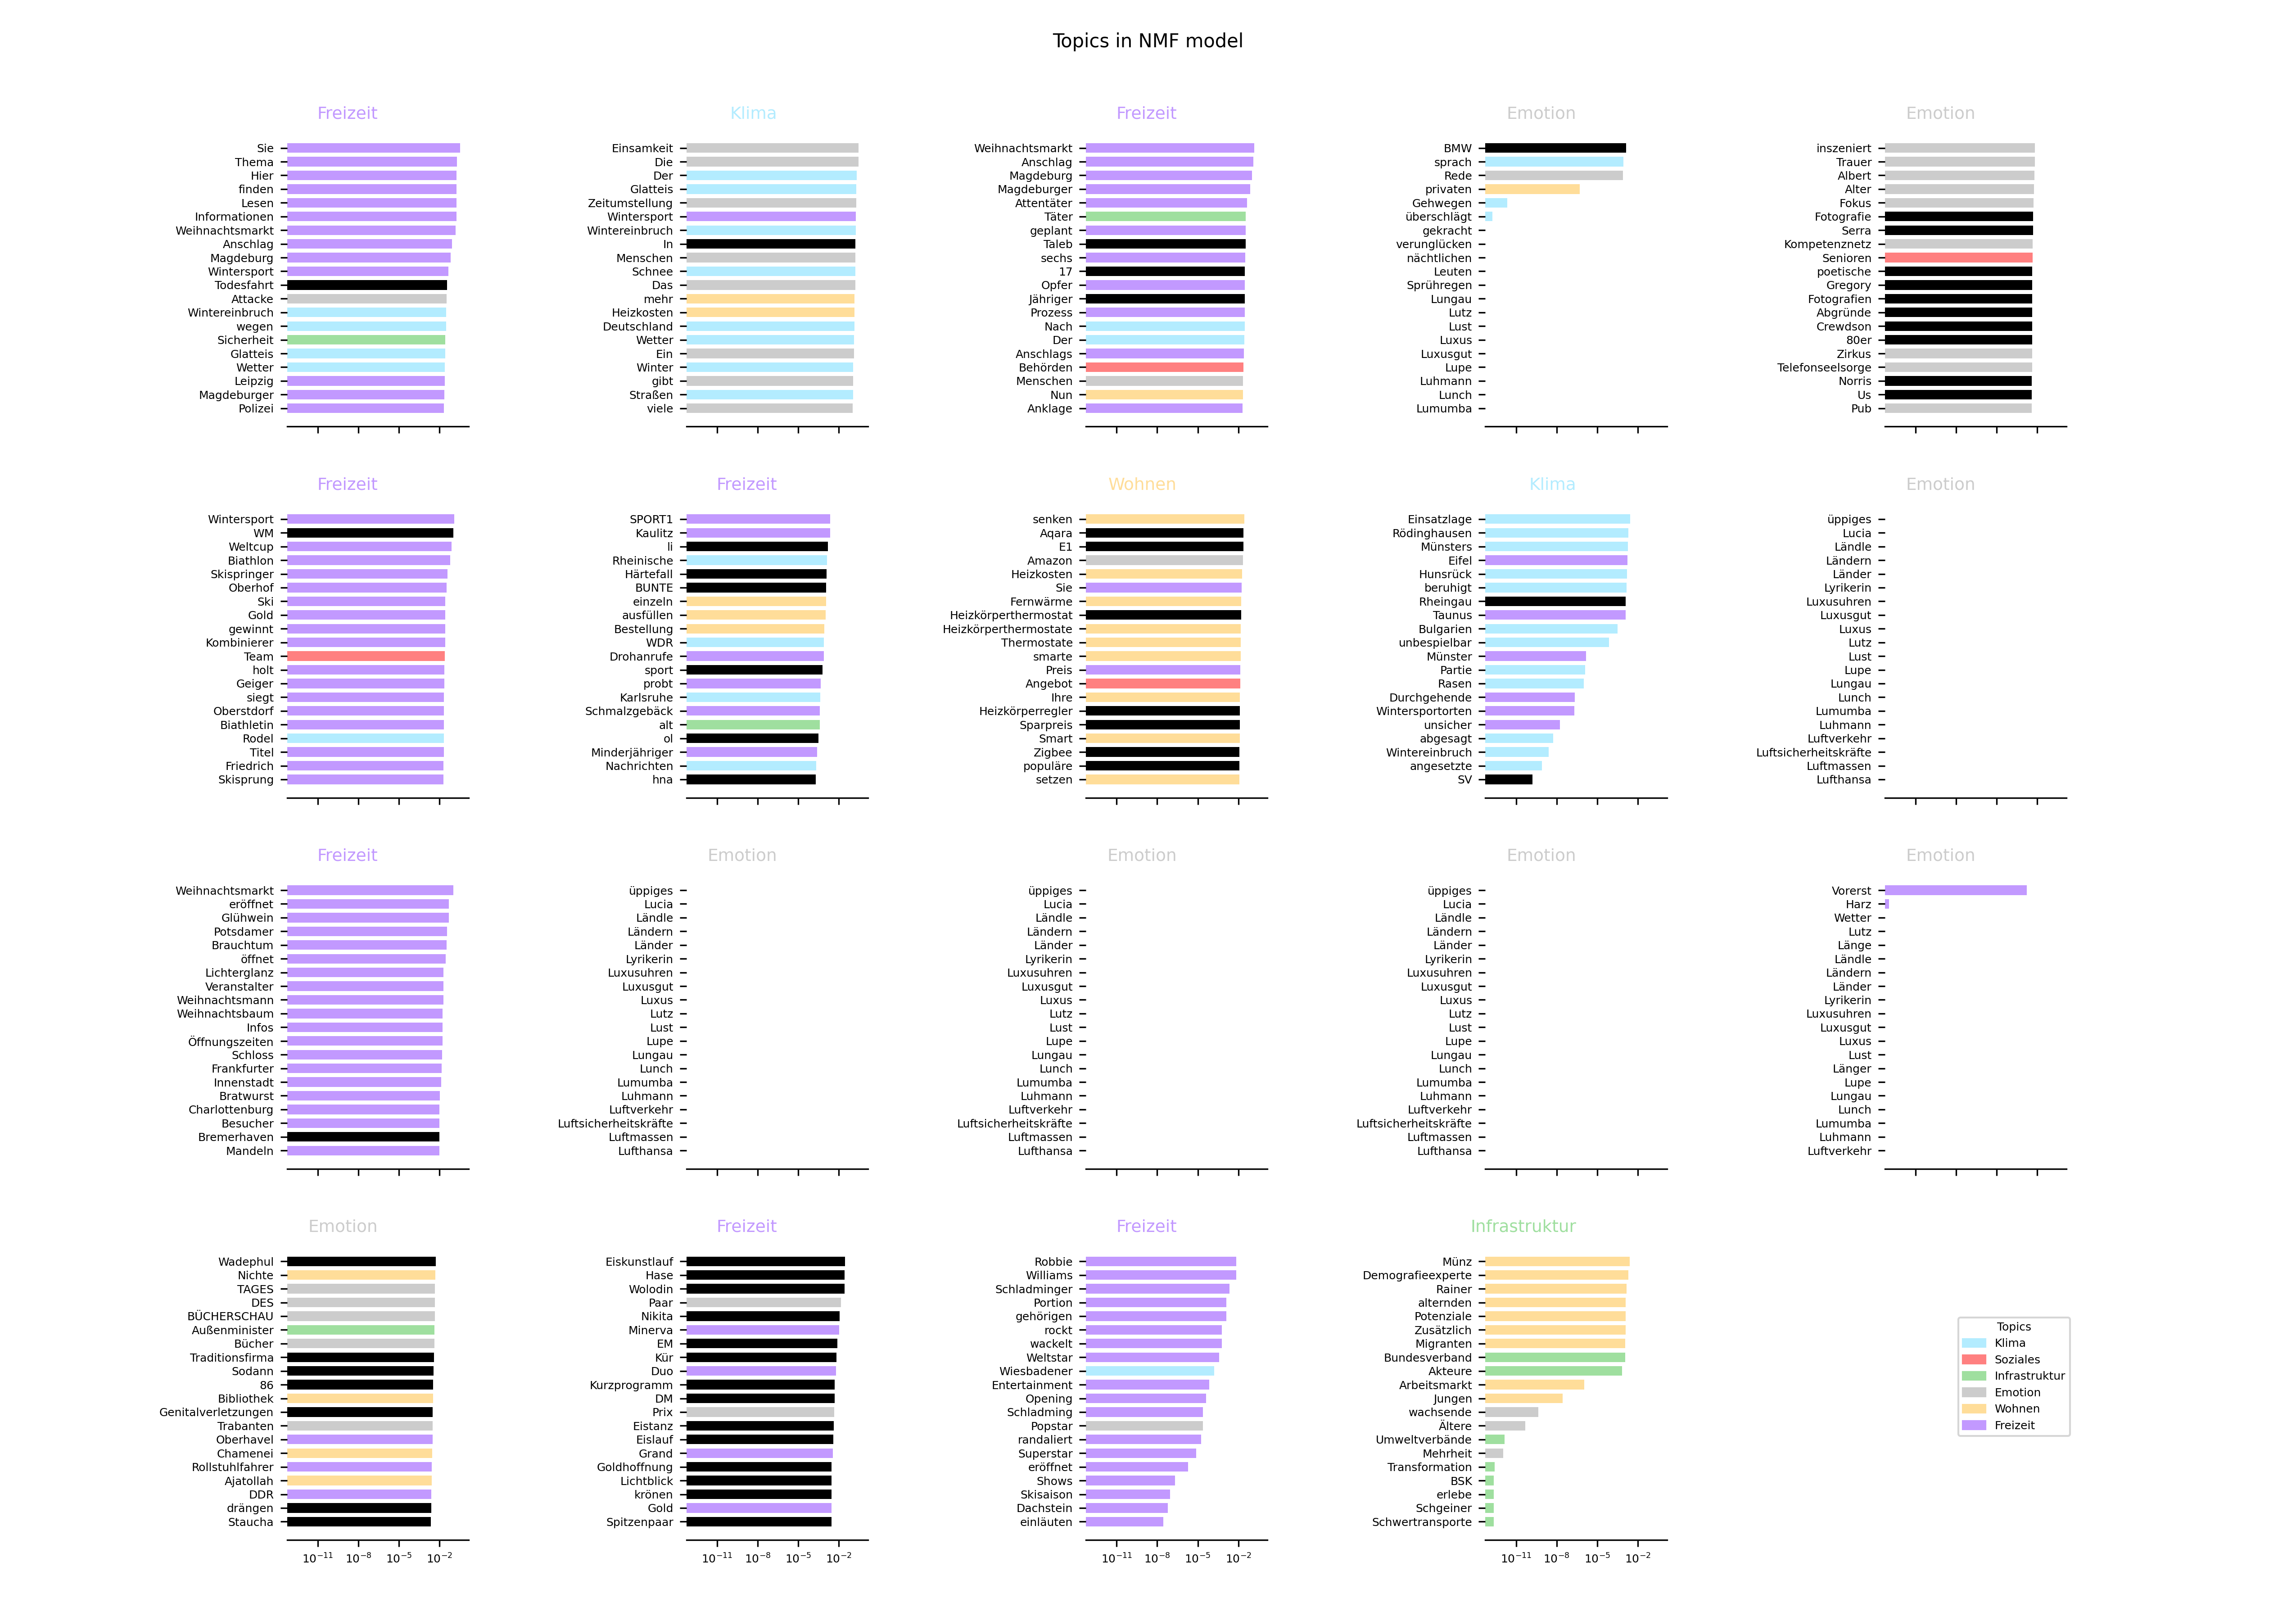 Topics in NMF model
Freizeit
Sie
Thema
Hier
finden
Lesen
Informationen
Weihnachtsmarkt
Anschlag
Magdeburg
Wintersport
Todesfahrt
Attacke
Wintereinbruch
wegen
Sicherheit
Glatteis
Wetter
Leipzig
Magdeburger
Polizei
Klima
Einsamkeit
Die
Der
Glatteis
Zeitumstellung
Wintersport
Wintereinbruch
In
Menschen
Schnee
Das
mehr
Heizkosten
Deutschland
Wetter
Ein
Winter
gibt
Straßen
viele
Freizeit
Weihnachtsmarkt
Anschlag
Magdeburg
Magdeburger
Attentäter
Täter
geplant
Taleb
sechs
17
Opfer
Jähriger
Prozess
Nach
Der
Anschlags
Behörden
Menschen
Nun
Anklage
Emotion
BMW
sprach
Rede
privaten
Gehwegen
überschlägt
gekracht
verunglücken
nächtlichen
Leuten
Sprühregen
Lungau
Lutz
Lust
Luxus
Luxusgut
Lupe
Luhmann
Lunch
Lumumba
Emotion
inszeniert
Trauer
Albert
Alter
Fokus
Fotografie
Serra
Kompetenznetz
Senioren
poetische
Gregory
Fotografien
Abgründe
Crewdson
80er
Zirkus
Telefonseelsorge
Norris
Us
Pub
Freizeit
Wintersport
WM
Weltcup
Biathlon
Skispringer
Oberhof
Ski
Gold
gewinnt
Kombinierer
Team
holt
Geiger
siegt
Oberstdorf
Biathletin
Rodel
Titel
Friedrich
Skisprung
Freizeit
SPORT1
Kaulitz
li
Rheinische
Härtefall
BUNTE
einzeln
ausfüllen
Bestellung
WDR
Drohanrufe
sport
probt
Karlsruhe
Schmalzgebäck
alt
ol
Minderjähriger
Nachrichten
hna
Wohnen
senken
Aqara
E1
Amazon
Heizkosten
Sie
Fernwärme
Heizkörperthermostat
Heizkörperthermostate
Thermostate
smarte
Preis
Angebot
Ihre
Heizkörperregler
Sparpreis
Smart
Zigbee
populäre
setzen
Klima
Einsatzlage
Rödinghausen
Münsters
Eifel
Hunsrück
beruhigt
Rheingau
Taunus
Bulgarien
unbespielbar
Münster
Partie
Rasen
Durchgehende
Wintersportorten
unsicher
abgesagt
Wintereinbruch
angesetzte
SV
Emotion
üppiges
Lucia
Ländle
Ländern
Länder
Lyrikerin
Luxusuhren
Luxusgut
Luxus
Lutz
Lust
Lupe
Lungau
Lunch
Lumumba
Luhmann
Luftverkehr
Luftsicherheitskräfte
Luftmassen
Lufthansa
Freizeit
Weihnachtsmarkt
eröffnet
Glühwein
Potsdamer
Brauchtum
öffnet
Lichterglanz
Veranstalter
Weihnachtsmann
Weihnachtsbaum
Infos
Öffnungszeiten
Schloss
Frankfurter
Innenstadt
Bratwurst
Charlottenburg
Besucher
Bremerhaven
Mandeln
Emotion
üppiges
Lucia
Ländle
Ländern
Länder
Lyrikerin
Luxusuhren
Luxusgut
Luxus
Lutz
Lust
Lupe
Lungau
Lunch
Lumumba
Luhmann
Luftverkehr
Luftsicherheitskräfte
Luftmassen
Lufthansa
Emotion
üppiges
Lucia
Ländle
Ländern
Länder
Lyrikerin
Luxusuhren
Luxusgut
Luxus
Lutz
Lust
Lupe
Lungau
Lunch
Lumumba
Luhmann
Luftverkehr
Luftsicherheitskräfte
Luftmassen
Lufthansa
Emotion
üppiges
Lucia
Ländle
Ländern
Länder
Lyrikerin
Luxusuhren
Luxusgut
Luxus
Lutz
Lust
Lupe
Lungau
Lunch
Lumumba
Luhmann
Luftverkehr
Luftsicherheitskräfte
Luftmassen
Lufthansa
Emotion
Vorerst
Harz
Wetter
Lutz
Länge
Ländle
Ländern
Länder
Lyrikerin
Luxusuhren
Luxusgut
Luxus
Lust
Länger
Lupe
Lungau
Lunch
Lumumba
Luhmann
Luftverkehr
Emotion
Wadephul
Nichte
TAGES
DES
BÜCHERSCHAU
Außenminister
Bücher
Traditionsfirma
Sodann
86
Bibliothek
Genitalverletzungen
Trabanten
Oberhavel
Chamenei
Rollstuhlfahrer
Ajatollah
DDR
drängen
Staucha
10⁻¹¹ 10⁻⁸ 10⁻⁵ 10⁻²
Freizeit
Eiskunstlauf
Hase
Wolodin
Paar
Nikita
Minerva
EM
Kür
Duo
Kurzprogramm
DM
Prix
Eistanz
Eislauf
Grand
Goldhoffnung
Lichtblick
krönen
Gold
Spitzenpaar
10⁻¹¹ 10⁻⁸ 10⁻⁵ 10⁻²
Freizeit
Robbie
Williams
Schladminger
Portion
gehörigen
rockt
wackelt
Weltstar
Wiesbadener
Entertainment
Opening
Schladming
Popstar
randaliert
Superstar
eröffnet
Shows
Skisaison
Dachstein
einläuten
10⁻¹¹ 10⁻⁸ 10⁻⁵ 10⁻²
Infrastruktur
Münz
Demografieexperte
Rainer
alternden
Potenziale
Zusätzlich
Migranten
Bundesverband
Akteure
Arbeitsmarkt
Jungen
wachsende
Ältere
Umweltverbände
Mehrheit
Transformation
BSK
erlebe
Schgeiner
Schwertransporte
10⁻¹¹ 10⁻⁸ 10⁻⁵ 10⁻²
Topics
Klima
Soziales
Infrastruktur
Emotion
Wohnen
Freizeit